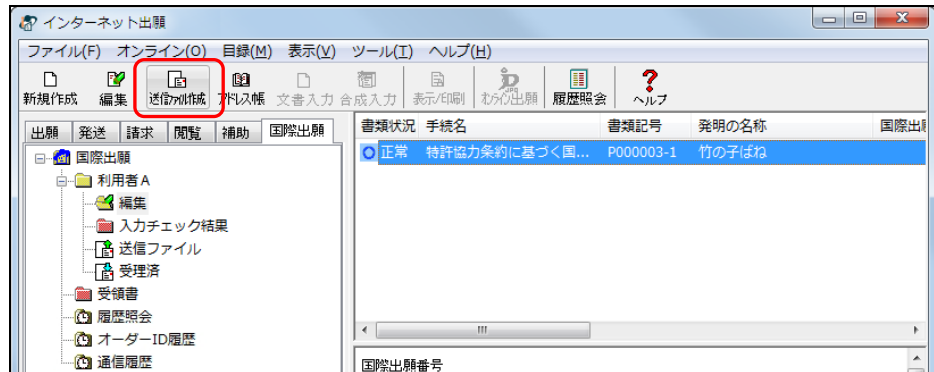 インターネット出願
ファイル(F) オンライン(O) 目録(M) 表示(V) ツール(T) ヘルプ(H)
新規作成 編集 送信ファイル作成 アドレス帳 文書入力 合成入力 表示/印刷 オンライン出願 履歴照会 ヘルプ
出願 発送 請求 閲覧 補助 国際出願
国際出願
利用者A
編集
入力チェック結果
送信ファイル
受理済
受領書
履歴照会
オーダーID履歴
通信履歴
書類状況 手続名 書類記号 発明の名称 国際出願
正常 特許協力条約に基づく国... P000003-1 竹の子ばね
国際出願番号